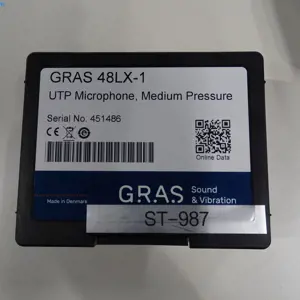 GRAS 48LX-1
UTP Microphone, Medium Pressure
Serial No. 451486
Online Data
Made in Denmark
GRAS Sound
& Vibration
ST-987